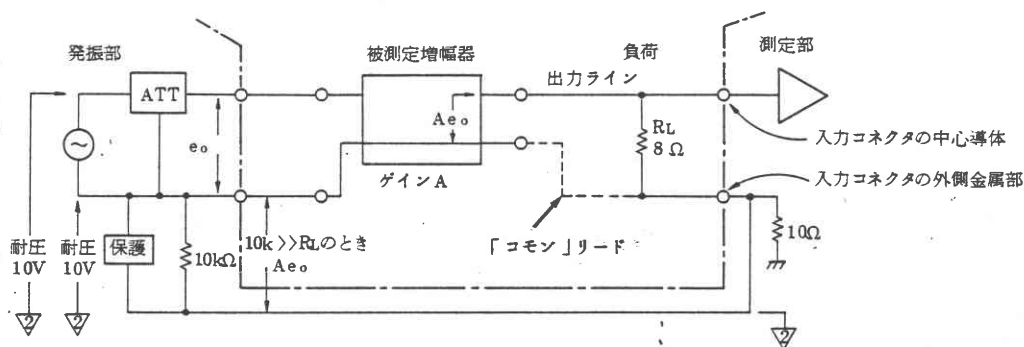 発振部
被測定増幅器
負荷
測定部
出力ライン
ATT
Aeo
eo
RL
8Ω
入力コネクタの中心導体
ゲインA
入力コネクタの外側金属部
耐圧
10V
耐圧
10V
保護
10kΩ
10k>>RLのとき
Aeo
「コモン」リード
10Ω
2
2
2